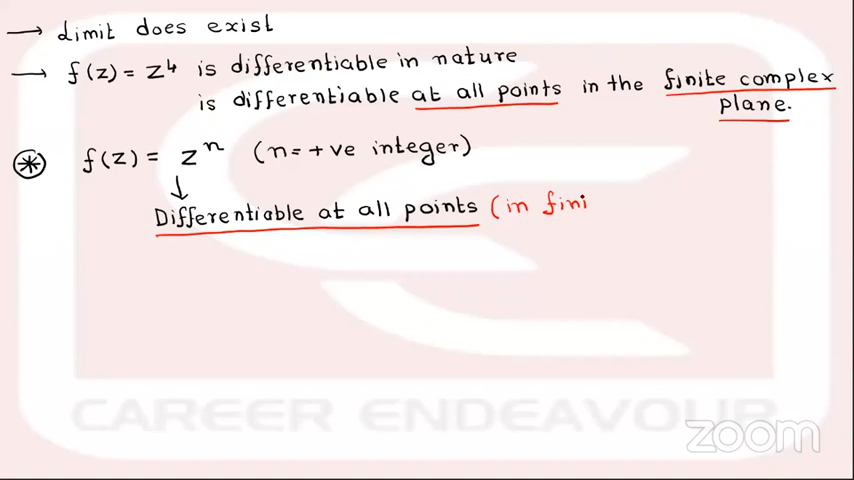 → Limit does exist
→ f(z) = z⁴ is differentiable in nature
is differentiable at all points in the finite complex
plane.
⊛ f(z) = zⁿ (n = +ve integer)
↓
Differentiable at all points (in fini
CAREER ENDEAVOUR
zoom